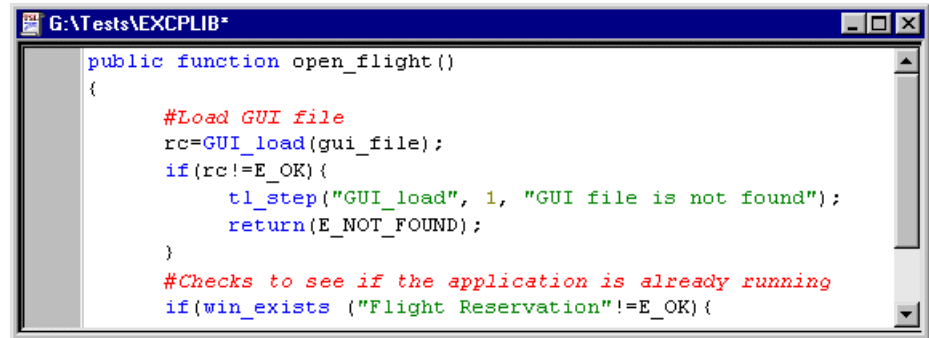 G:\Tests\EXCPLIB*
public function open_flight()
{
#Load GUI file
rc=GUI_load(gui_file);
if(rc!=E_OK){
tl_step("GUI_load", 1, "GUI file is not found");
return(E_NOT_FOUND);
}
#Checks to see if the application is already running
if(win_exists ("Flight Reservation"!=E_OK){